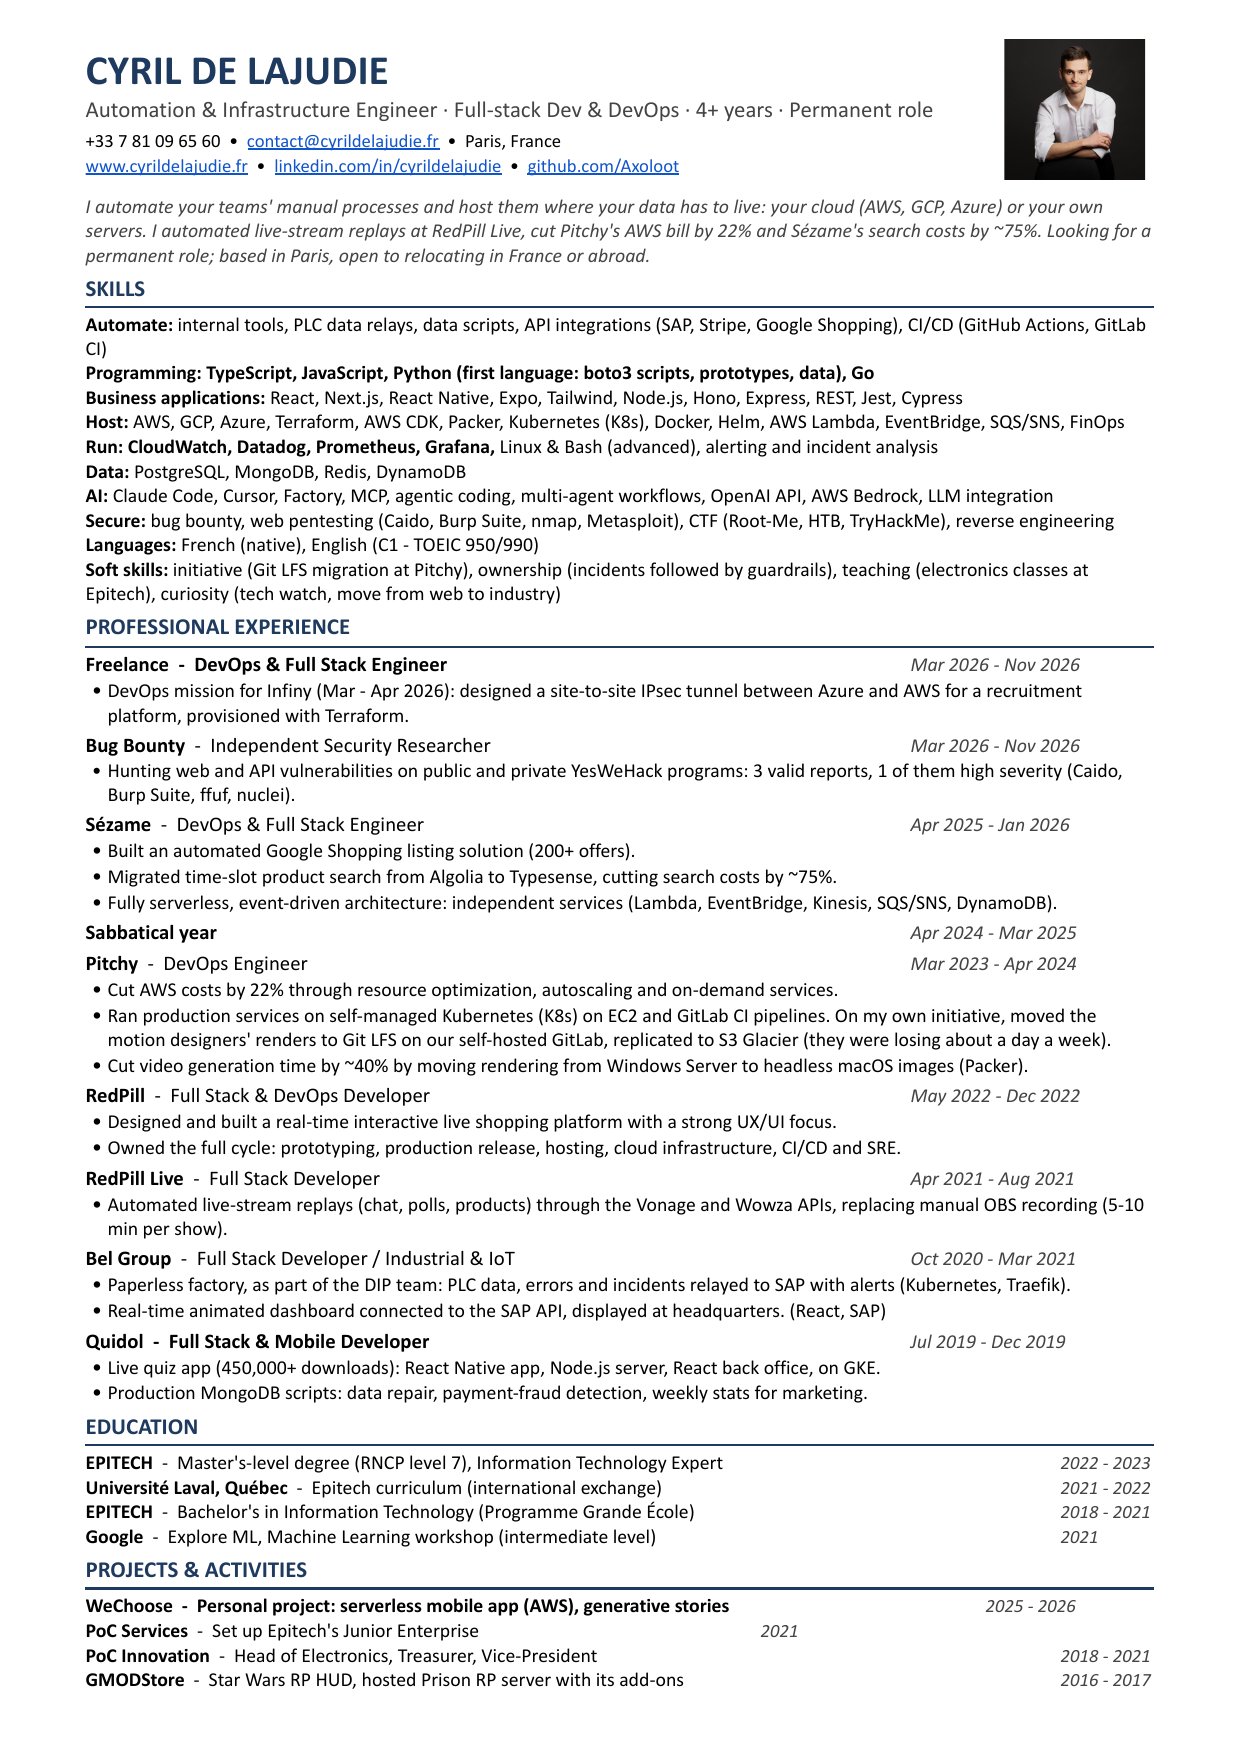 CYRIL DE LAJUDIE
Automation & Infrastructure Engineer · Full-stack Dev & DevOps · 4+ years · Permanent role
+33 7 81 09 65 60 • contact@cyrildelajudie.fr • Paris, France
www.cyrildelajudie.fr • linkedin.com/in/cyrildelajudie • github.com/Axoloot
I automate your teams' manual processes and host them where your data has to live: your cloud (AWS, GCP, Azure) or your own
servers. I automated live-stream replays at RedPill Live, cut Pitchy's AWS bill by 22% and Sézame's search costs by ~75%. Looking for a
permanent role; based in Paris, open to relocating in France or abroad.
SKILLS
Automate: internal tools, PLC data relays, data scripts, API integrations (SAP, Stripe, Google Shopping), CI/CD (GitHub Actions, GitLab
CI)
Programming: TypeScript, JavaScript, Python (first language: boto3 scripts, prototypes, data), Go
Business applications: React, Next.js, React Native, Expo, Tailwind, Node.js, Hono, Express, REST, Jest, Cypress
Host: AWS, GCP, Azure, Terraform, AWS CDK, Packer, Kubernetes (K8s), Docker, Helm, AWS Lambda, EventBridge, SQS/SNS, FinOps
Run: CloudWatch, Datadog, Prometheus, Grafana, Linux & Bash (advanced), alerting and incident analysis
Data: PostgreSQL, MongoDB, Redis, DynamoDB
AI: Claude Code, Cursor, Factory, MCP, agentic coding, multi-agent workflows, OpenAI API, AWS Bedrock, LLM integration
Secure: bug bounty, web pentesting (Caido, Burp Suite, nmap, Metasploit), CTF (Root-Me, HTB, TryHackMe), reverse engineering
Languages: French (native), English (C1 - TOEIC 950/990)
Soft skills: initiative (Git LFS migration at Pitchy), ownership (incidents followed by guardrails), teaching (electronics classes at
Epitech), curiosity (tech watch, move from web to industry)
PROFESSIONAL EXPERIENCE
Freelance - DevOps & Full Stack Engineer Mar 2026 - Nov 2026
• DevOps mission for Infiny (Mar - Apr 2026): designed a site-to-site IPsec tunnel between Azure and AWS for a recruitment
platform, provisioned with Terraform.
Bug Bounty - Independent Security Researcher Mar 2026 - Nov 2026
• Hunting web and API vulnerabilities on public and private YesWeHack programs: 3 valid reports, 1 of them high severity (Caido,
Burp Suite, ffuf, nuclei).
Sézame - DevOps & Full Stack Engineer Apr 2025 - Jan 2026
• Built an automated Google Shopping listing solution (200+ offers).
• Migrated time-slot product search from Algolia to Typesense, cutting search costs by ~75%.
• Fully serverless, event-driven architecture: independent services (Lambda, EventBridge, Kinesis, SQS/SNS, DynamoDB).
Sabbatical year Apr 2024 - Mar 2025
Pitchy - DevOps Engineer Mar 2023 - Apr 2024
• Cut AWS costs by 22% through resource optimization, autoscaling and on-demand services.
• Ran production services on self-managed Kubernetes (K8s) on EC2 and GitLab CI pipelines. On my own initiative, moved the
motion designers' renders to Git LFS on our self-hosted GitLab, replicated to S3 Glacier (they were losing about a day a week).
• Cut video generation time by ~40% by moving rendering from Windows Server to headless macOS images (Packer).
RedPill - Full Stack & DevOps Developer May 2022 - Dec 2022
• Designed and built a real-time interactive live shopping platform with a strong UX/UI focus.
• Owned the full cycle: prototyping, production release, hosting, cloud infrastructure, CI/CD and SRE.
RedPill Live - Full Stack Developer Apr 2021 - Aug 2021
• Automated live-stream replays (chat, polls, products) through the Vonage and Wowza APIs, replacing manual OBS recording (5-10
min per show).
Bel Group - Full Stack Developer / Industrial & IoT Oct 2020 - Mar 2021
• Paperless factory, as part of the DIP team: PLC data, errors and incidents relayed to SAP with alerts (Kubernetes, Traefik).
• Real-time animated dashboard connected to the SAP API, displayed at headquarters. (React, SAP)
Quidol - Full Stack & Mobile Developer Jul 2019 - Dec 2019
• Live quiz app (450,000+ downloads): React Native app, Node.js server, React back office, on GKE.
• Production MongoDB scripts: data repair, payment-fraud detection, weekly stats for marketing.
EDUCATION
EPITECH - Master's-level degree (RNCP level 7), Information Technology Expert 2022 - 2023
Université Laval, Québec - Epitech curriculum (international exchange) 2021 - 2022
EPITECH - Bachelor's in Information Technology (Programme Grande École) 2018 - 2021
Google - Explore ML, Machine Learning workshop (intermediate level) 2021
PROJECTS & ACTIVITIES
WeChoose - Personal project: serverless mobile app (AWS), generative stories 2025 - 2026
PoC Services - Set up Epitech's Junior Enterprise 2021
PoC Innovation - Head of Electronics, Treasurer, Vice-President 2018 - 2021
GMODStore - Star Wars RP HUD, hosted Prison RP server with its add-ons 2016 - 2017